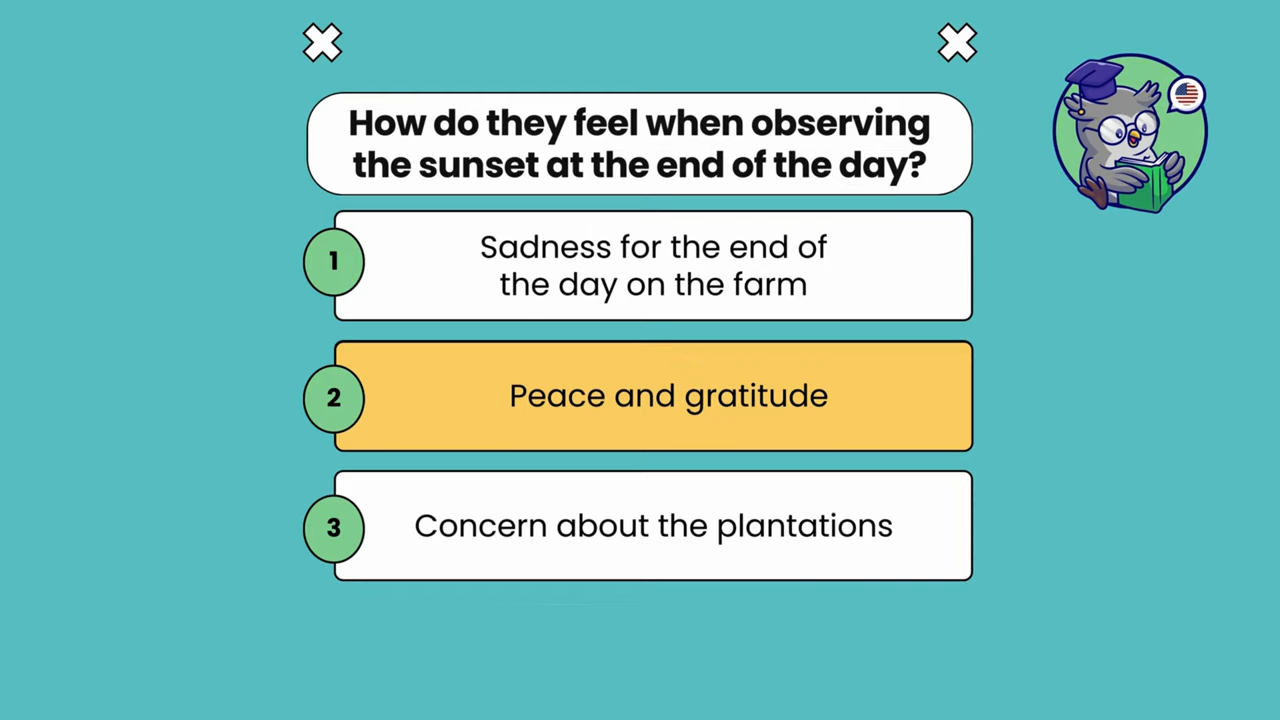 How do they feel when observing
the sunset at the end of the day?
1
Sadness for the end of
the day on the farm
2
Peace and gratitude
3
Concern about the plantations